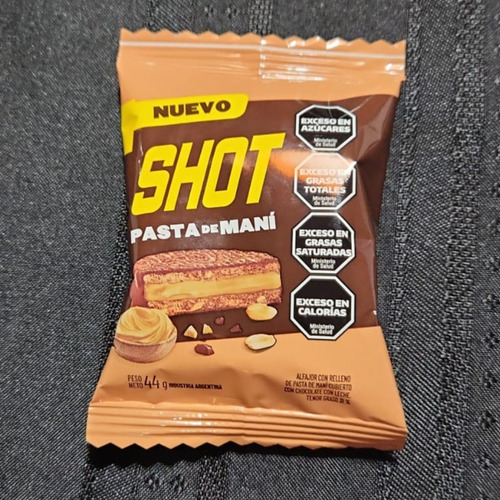 NUEVO
SHOT
PASTA DE MANÍ
EXCESO EN
AZÚCARES
Ministerio
de Salud
EXCESO EN
GRASAS
TOTALES
Ministerio
de Salud
EXCESO EN
GRASAS
SATURADAS
Ministerio
de Salud
EXCESO EN
CALORÍAS
Ministerio
de Salud
PESO
NETO 44 g INDUSTRIA ARGENTINA
ALFAJOR CON RELLENO
DE PASTA DE MANÍ CUBIERTO
CON CHOCOLATE CON LECHE.
TENOR GRASO